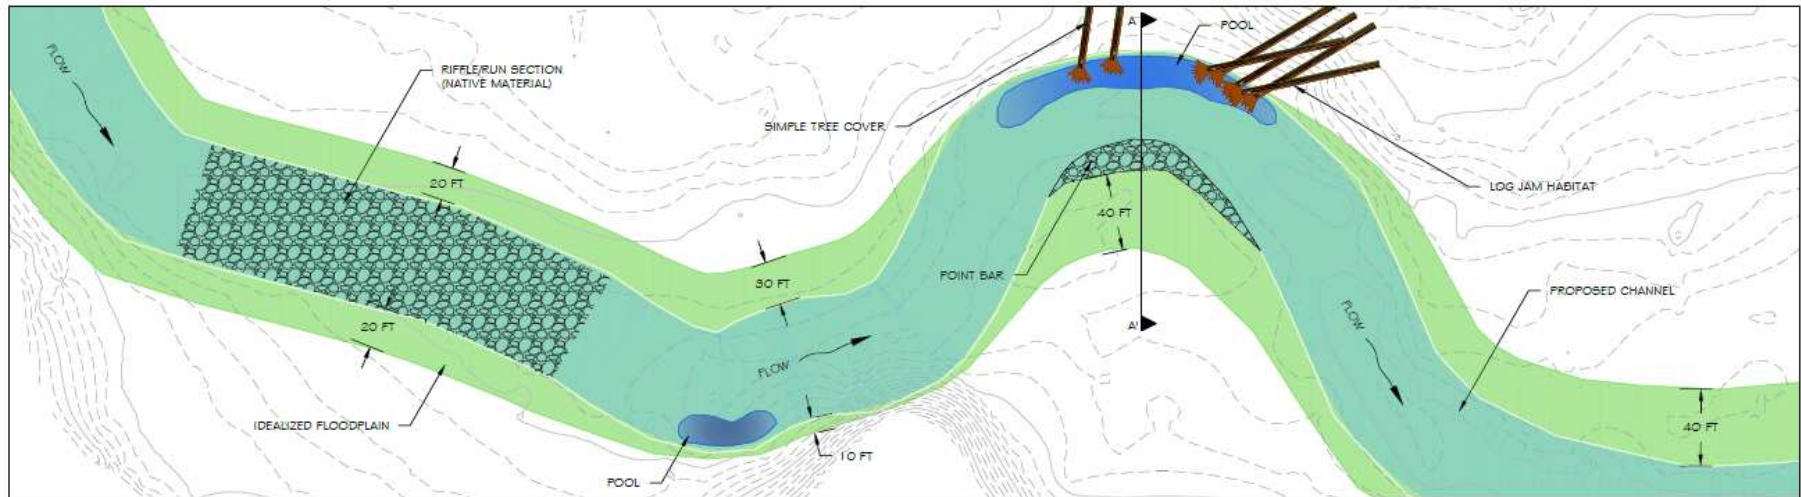 FLOW
RIFFLE/RUN SECTION
(NATIVE MATERIAL)
20 FT
20 FT
IDEALIZED FLOODPLAIN
POOL
30 FT
FLOW
10 FT
SIMPLE TREE COVER
A
POOL
LOG JAM HABITAT
40 FT
POINT BAR
A'
FLOW
PROPOSED CHANNEL
40 FT